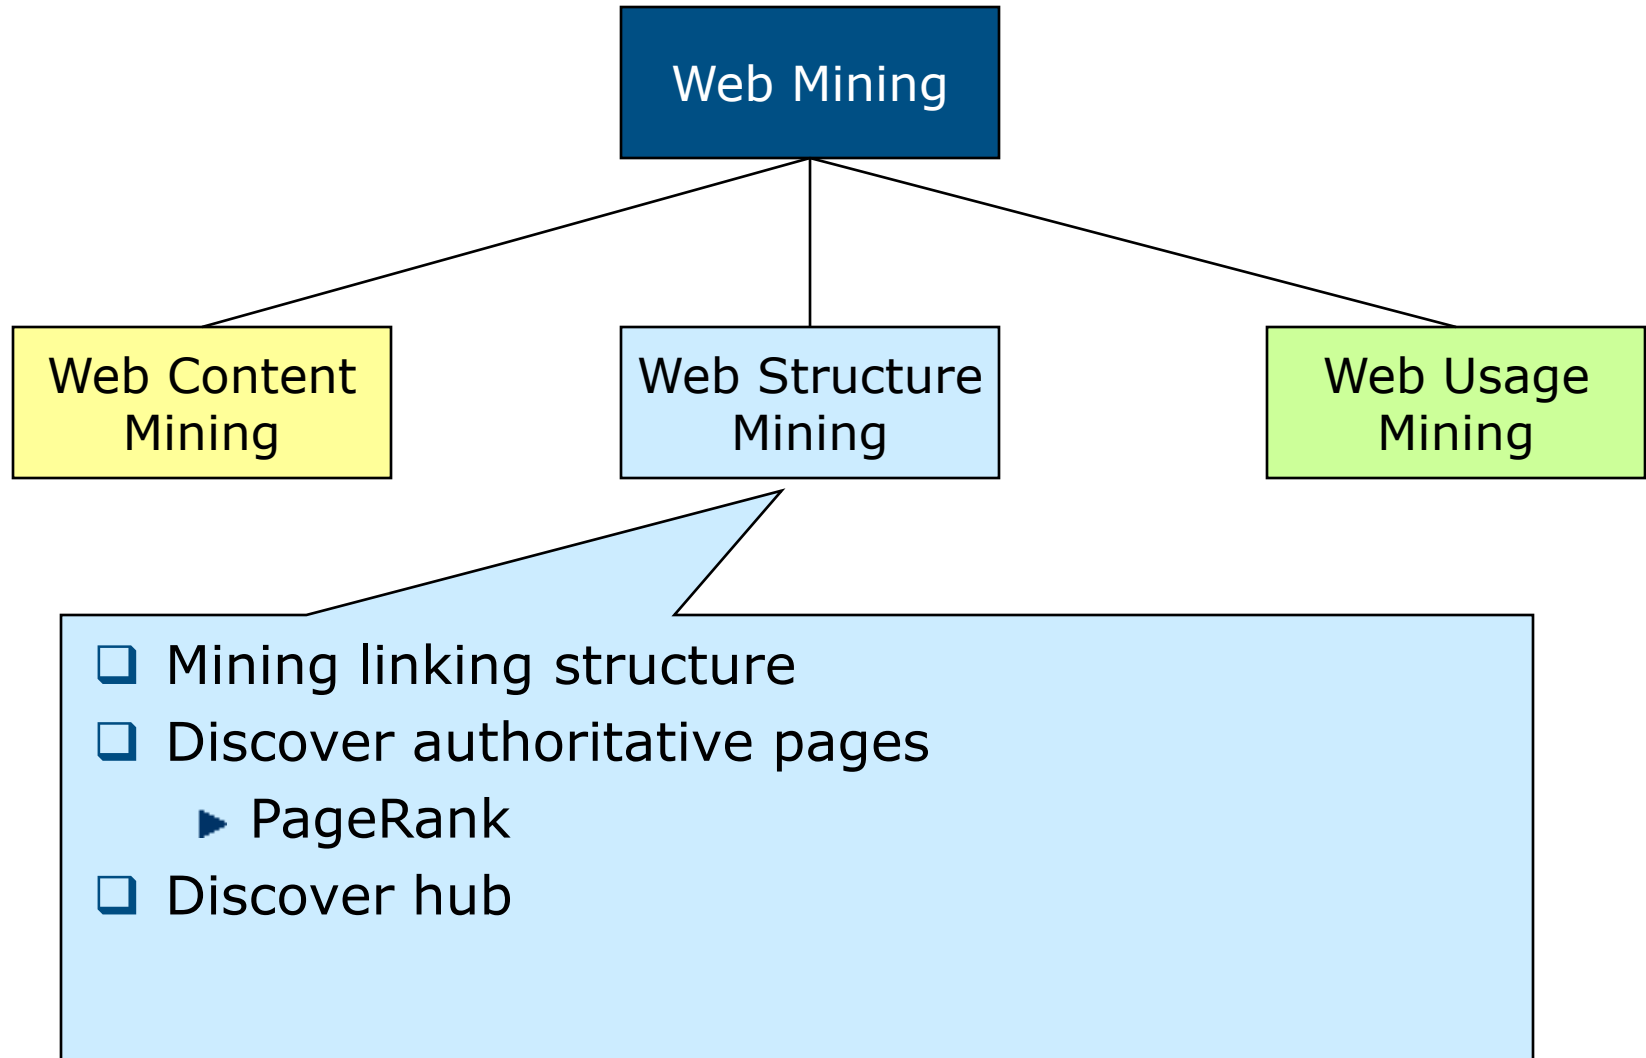 Web Mining
Web Content
Mining
Web Structure
Mining
Web Usage
Mining
Mining linking structure
Discover authoritative pages
PageRank
Discover hub